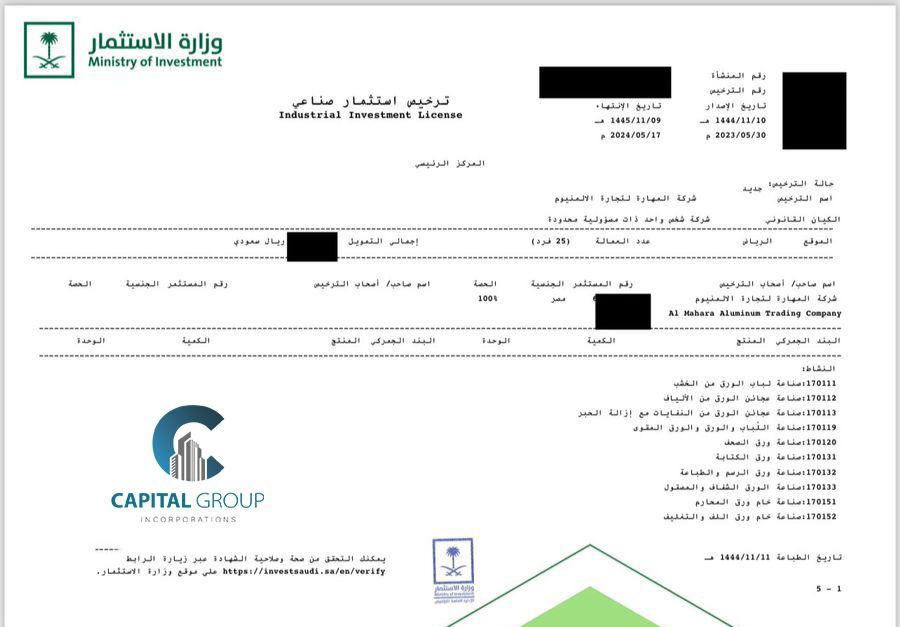 وزارة الاستثمار
Ministry of Investment
ترخيص استثمار صناعي
Industrial Investment License
رقم المنشأة
رقم الترخيص
تاريخ الإصدار تاريخ الإنتهاء
1444/11/10 هـ 1445/11/09 هـ
2023/05/30 م 2024/05/17 م
المركز الرئيسي
حالة الترخيص: جديد
اسم الترخيص شركة المهارة لتجارة الالمنيوم
الكيان القانوني شركة شخص واحد ذات مسؤولية محدودة
الموقع الرياض عدد العمالة (25 فرد) إجمالي التمويل ريال سعودي
اسم صاحب/ أصحاب الترخيص رقم المستثمر الجنسية الحصة اسم صاحب/ أصحاب الترخيص رقم المستثمر الجنسية الحصة
شركة المهارة لتجارة الالمنيوم مصر 100%
Al Mahara Aluminum Trading Company
البند الجمركي المنتج الكمية الوحدة البند الجمركي المنتج الكمية الوحدة
النشاط:
170111:صناعة لباب الورق من الخشب
170112:صناعة عجائن الورق من الألياف
170113:صناعة عجائن الورق من النفايات مع إزالة الحبر
170119:صناعة اللُباب والورق والورق المقوى
170120:صناعة ورق الصحف
170131:صناعة ورق الكتابة
170132:صناعة ورق الرسم والطباعة
170133:صناعة الورق الشفاف والمصقول
170151:صناعة خام ورق المحارم
170152:صناعة خام ورق اللف والتغليف
CAPITAL GROUP
INCORPORATIONS
يمكنك التحقق من صحة وصلاحية الشهادة عبر زيارة الرابط
https://investsaudi.sa/en/verify على موقع وزارة الاستثمار.
وزارة الاستثمار
تاريخ الطباعة 1444/11/11 هـ
5 - 1